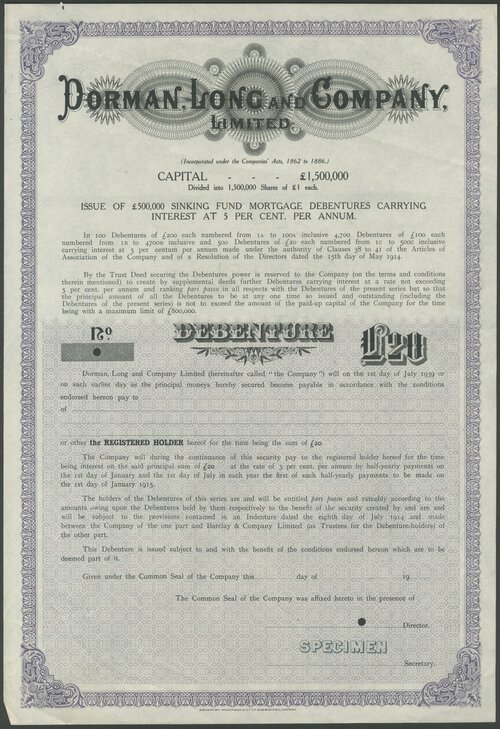 DORMAN, LONG AND COMPANY,
LIMITED.
(Incorporated under the Companies' Acts, 1862 to 1886.)
CAPITAL - - - £1,500,000
Divided into 1,500,000 Shares of £1 each.
ISSUE OF £500,000 SINKING FUND MORTGAGE DEBENTURES CARRYING
INTEREST AT 5 PER CENT. PER ANNUM.
In 100 Debentures of £200 each numbered from 1A to 100A inclusive 4,700 Debentures of £100 each
numbered from 1B to 4700B inclusive and 500 Debentures of £20 each numbered from 1C to 500C inclusive
carrying interest at 5 per centum per annum made under the authority of Clauses 36 to 42 of the Articles of
Association of the Company and of a Resolution of the Directors dated the 15th day of May 1914.
By the Trust Deed securing the Debentures power is reserved to the Company (on the terms and conditions
therein mentioned) to create by supplemental deeds further Debentures carrying interest at a rate not exceeding
5 per cent. per annum and ranking pari passu in all respects with the Debentures of the present series but so that
the principal amount of all the Debentures to be at any one time so issued and outstanding (including the
Debentures of the present series) is not to exceed the amount of the paid-up capital of the Company for the time
being with a maximum limit of £800,000.
No. DEBENTURE £20
Dorman, Long and Company Limited (hereinafter called "the Company") will on the 1st day of July 1939 or
on such earlier day as the principal moneys hereby secured become payable in accordance with the conditions
endorsed hereon pay to
of
or other the REGISTERED HOLDER hereof for the time being the sum of £20.
The Company will during the continuance of this security pay to the registered holder hereof for the time
being interest on the said principal sum of £20 at the rate of 5 per cent. per annum by half-yearly payments on
the 1st day of January and the 1st day of July in each year the first of such half-yearly payments to be made on
the 1st day of January 1915.
The holders of the Debentures of this series are and will be entitled pari passu and rateably according to the
amounts owing upon the Debentures held by them respectively to the benefit of the security created by and are and
will be subject to the provisions contained in an Indenture dated the eighth day of July 1914 and made
between the Company of the one part and Barclay & Company Limited (as Trustees for the Debenture-holders) of
the other part.
This Debenture is issued subject to and with the benefit of the conditions endorsed hereon which are to be
deemed part of it.
Given under the Common Seal of the Company this day of 19
The Common Seal of the Company was affixed hereto in the presence of
Director.
SPECIMEN
Secretary.